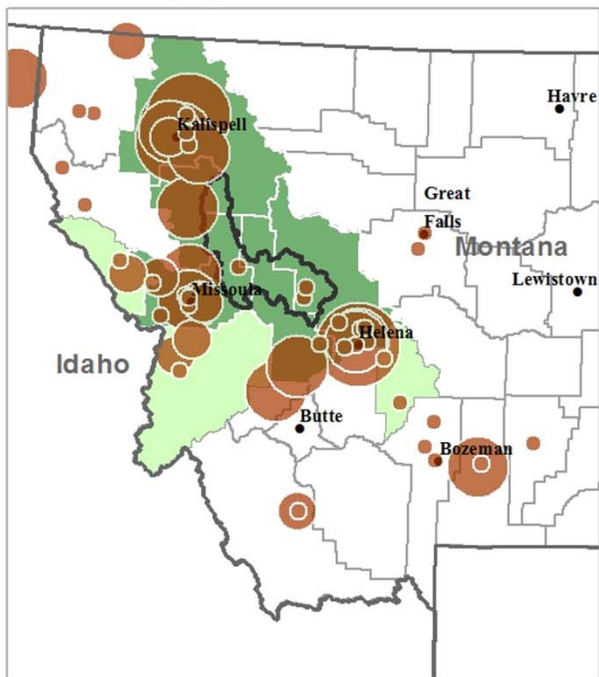 Havre
Kalispell
Great
Falls
Montana
Lewistown
Missoula
Helena
Idaho
Butte
Bozeman